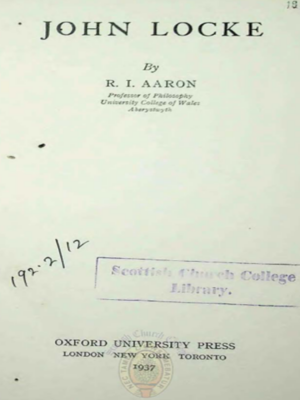 JOHN LOCKE
By
R. I. AARON
Professor of Philosophy
University College of Wales
Aberystwyth
192.2/12
Scottish Church College
Library.
OXFORD UNIVERSITY PRESS
LONDON NEW YORK TORONTO
1937